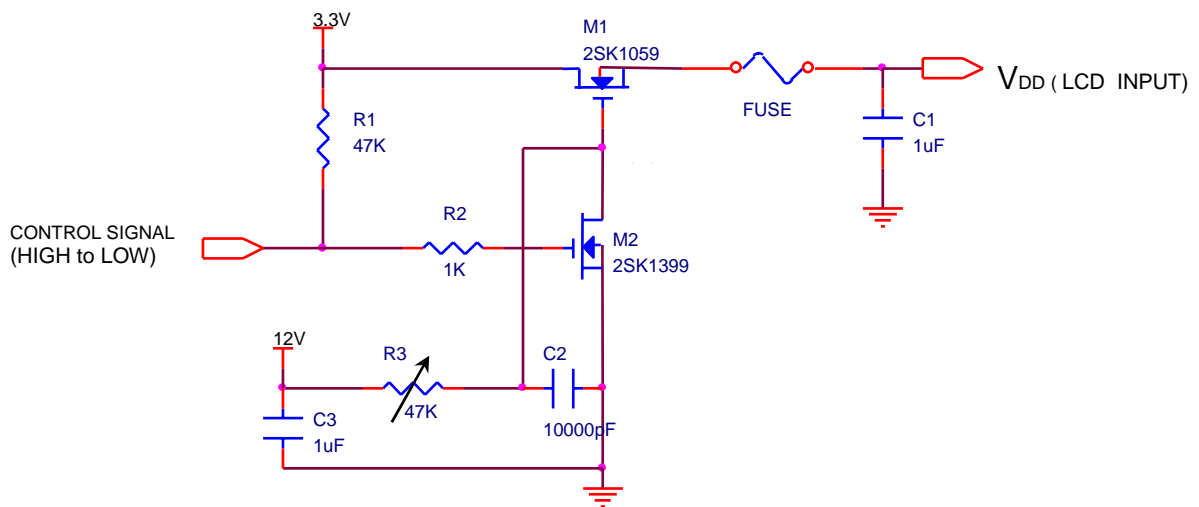 3.3V
M1
2SK1059
FUSE
VDD ( LCD INPUT)
R1
47K
C1
1uF
CONTROL SIGNAL
(HIGH to LOW)
R2
1K
M2
2SK1399
12V
R3
47K
C2
10000pF
C3
1uF